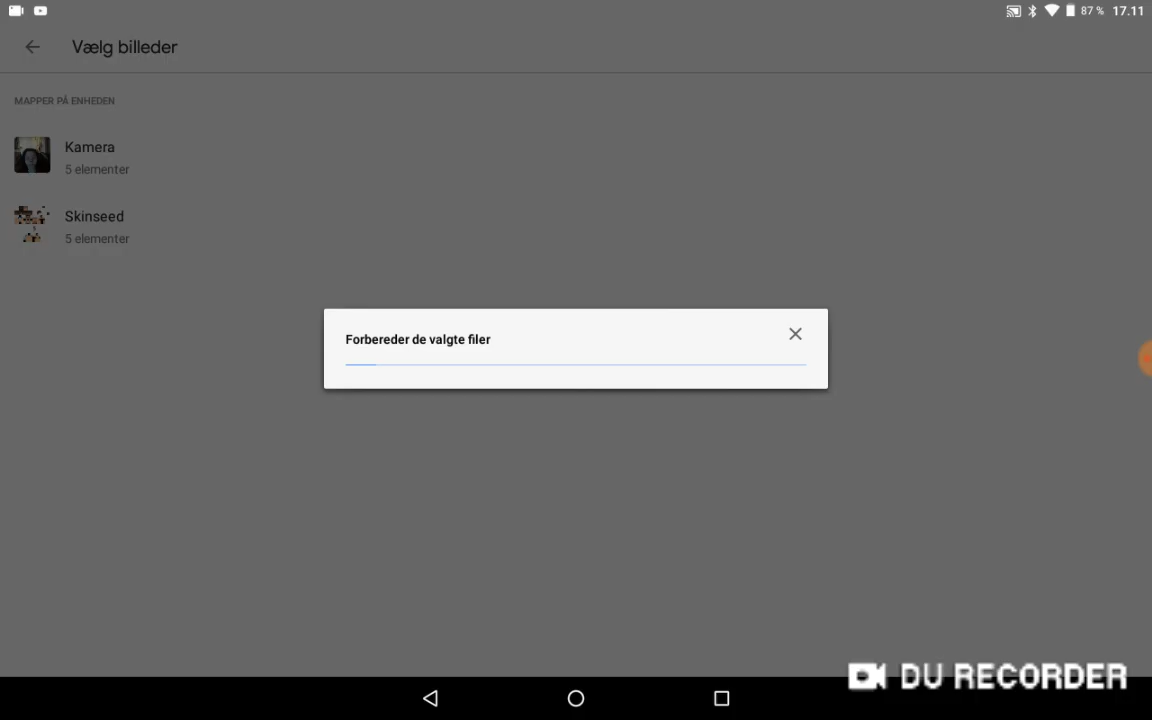 87 % 17.11
Vælg billeder
MAPPER PÅ ENHEDEN
Kamera
5 elementer
Skinseed
5 elementer
Forbereder de valgte filer
DU RECORDER